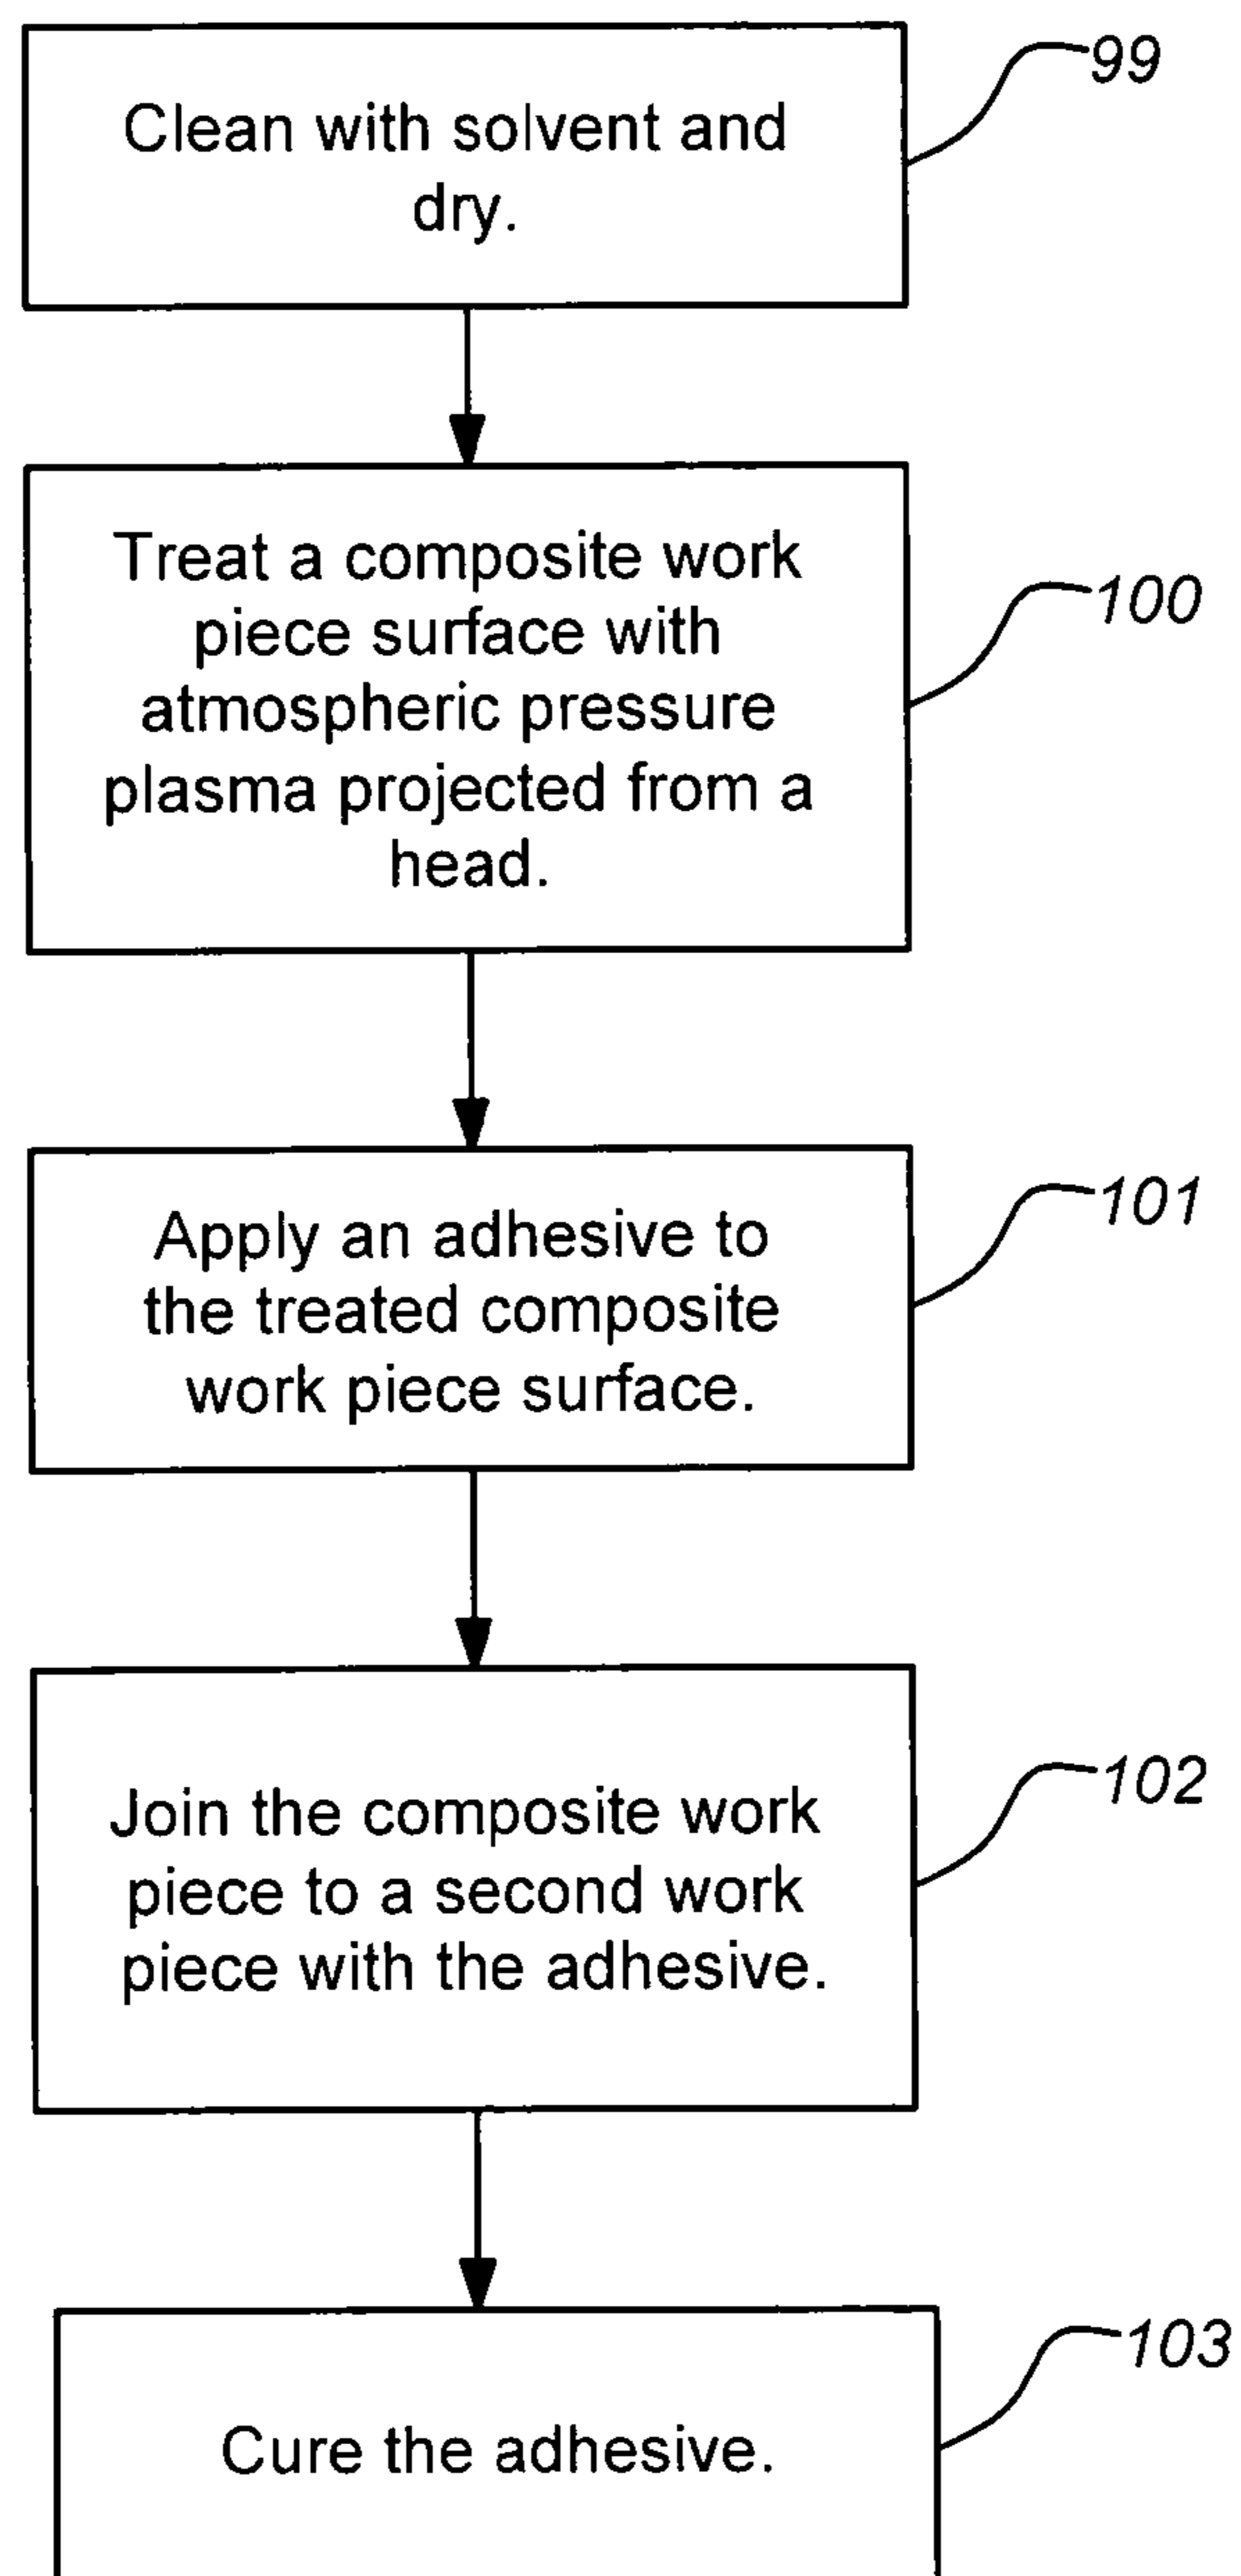 99
Clean with solvent and
dry.
Treat a composite work
piece surface with
atmospheric pressure
plasma projected from a
head.
100
Apply an adhesive to
the treated composite
work piece surface.
101
Join the composite work
piece to a second work
piece with the adhesive.
102
Cure the adhesive.
103